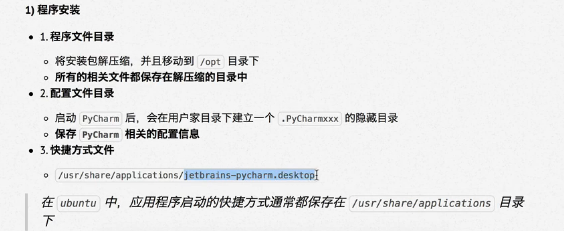 1) 程序安装
1. 程序文件目录
将安装包解压缩，并且移动到 /opt 目录下
所有的相关文件都保存在解压缩的目录中
2. 配置文件目录
启动 PyCharm 后，会在用户家目录下建立一个 .PyCharmxxx 的隐藏目录
保存 PyCharm 相关的配置信息
3. 快捷方式文件
/usr/share/applications/jetbrains-pycharm.desktop
在 ubuntu 中，应用程序启动的快捷方式通常都保存在 /usr/share/applications 目录
下